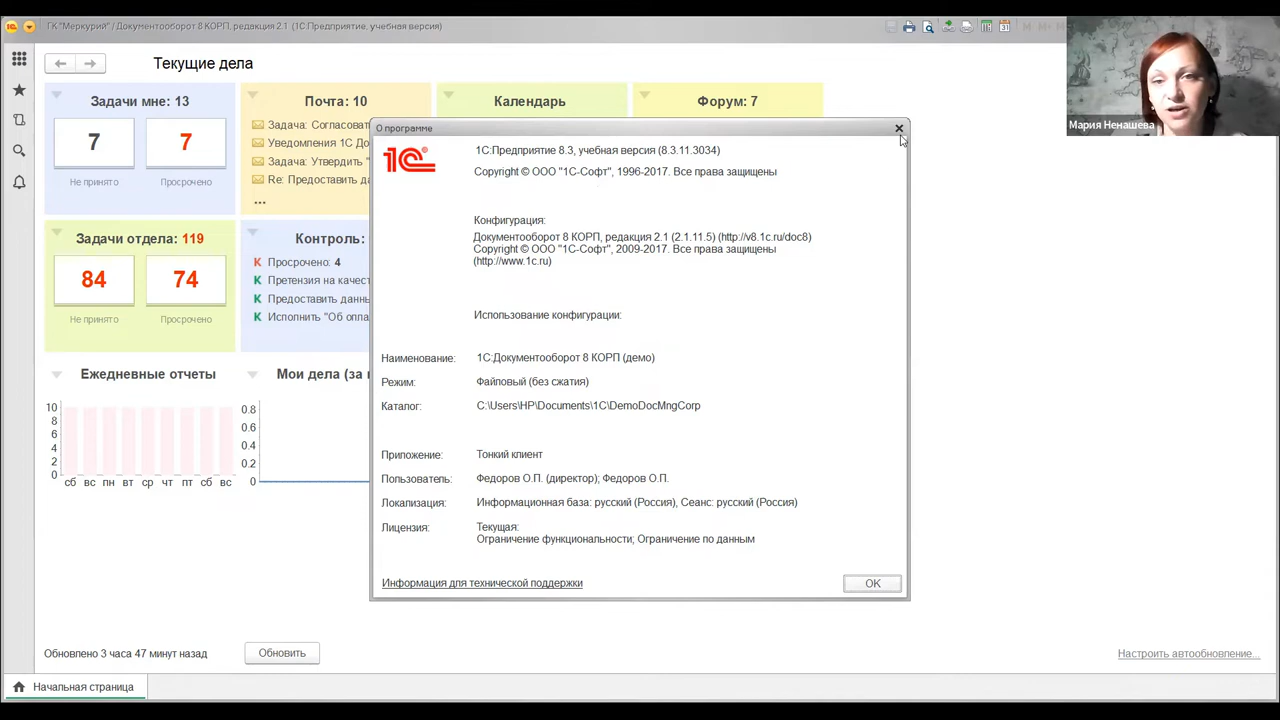 ГК "Меркурий" / Документооборот 8 КОРП, редакция 2.1 (1С:Предприятие, учебная версия)
31
Мария Ненашева
Текущие дела
Задачи мне: 13
7
7
Не принято
Просрочено
Почта: 10
Задача: Согласоват
Уведомления 1С До
Задача: Утвердить "
Re: Предоставить да
...
Календарь
Форум: 7
Задачи отдела: 119
84
74
Не принято
Просрочено
Контроль:
К Просрочено: 4
К Претензия на качест
К Предоставить данны
К Исполнить "Об опла
Ежедневные отчеты
10
8
6
4
2
0
сб вс пн вт ср чт пт сб вс
Мои дела (за н
0.8
0.6
0.4
0.2
0
О программе
1С
1С:Предприятие 8.3, учебная версия (8.3.11.3034)
Copyright © ООО "1С-Софт", 1996-2017. Все права защищены
Конфигурация:
Документооборот 8 КОРП, редакция 2.1 (2.1.11.5) (http://v8.1c.ru/doc8)
Copyright © ООО "1С-Софт", 2009-2017. Все права защищены
(http://www.1c.ru)
Использование конфигурации:
Наименование: 1С:Документооборот 8 КОРП (демо)
Режим: Файловый (без сжатия)
Каталог: C:\Users\HP\Documents\1C\DemoDocMngCorp
Приложение: Тонкий клиент
Пользователь: Федоров О.П. (директор); Федоров О.П.
Локализация: Информационная база: русский (Россия), Сеанс: русский (Россия)
Лицензия: Текущая:
Ограничение функциональности; Ограничение по данным
Информация для технической поддержки
OK
Обновлено 3 часа 47 минут назад
Обновить
Настроить автообновление...
Начальная страница